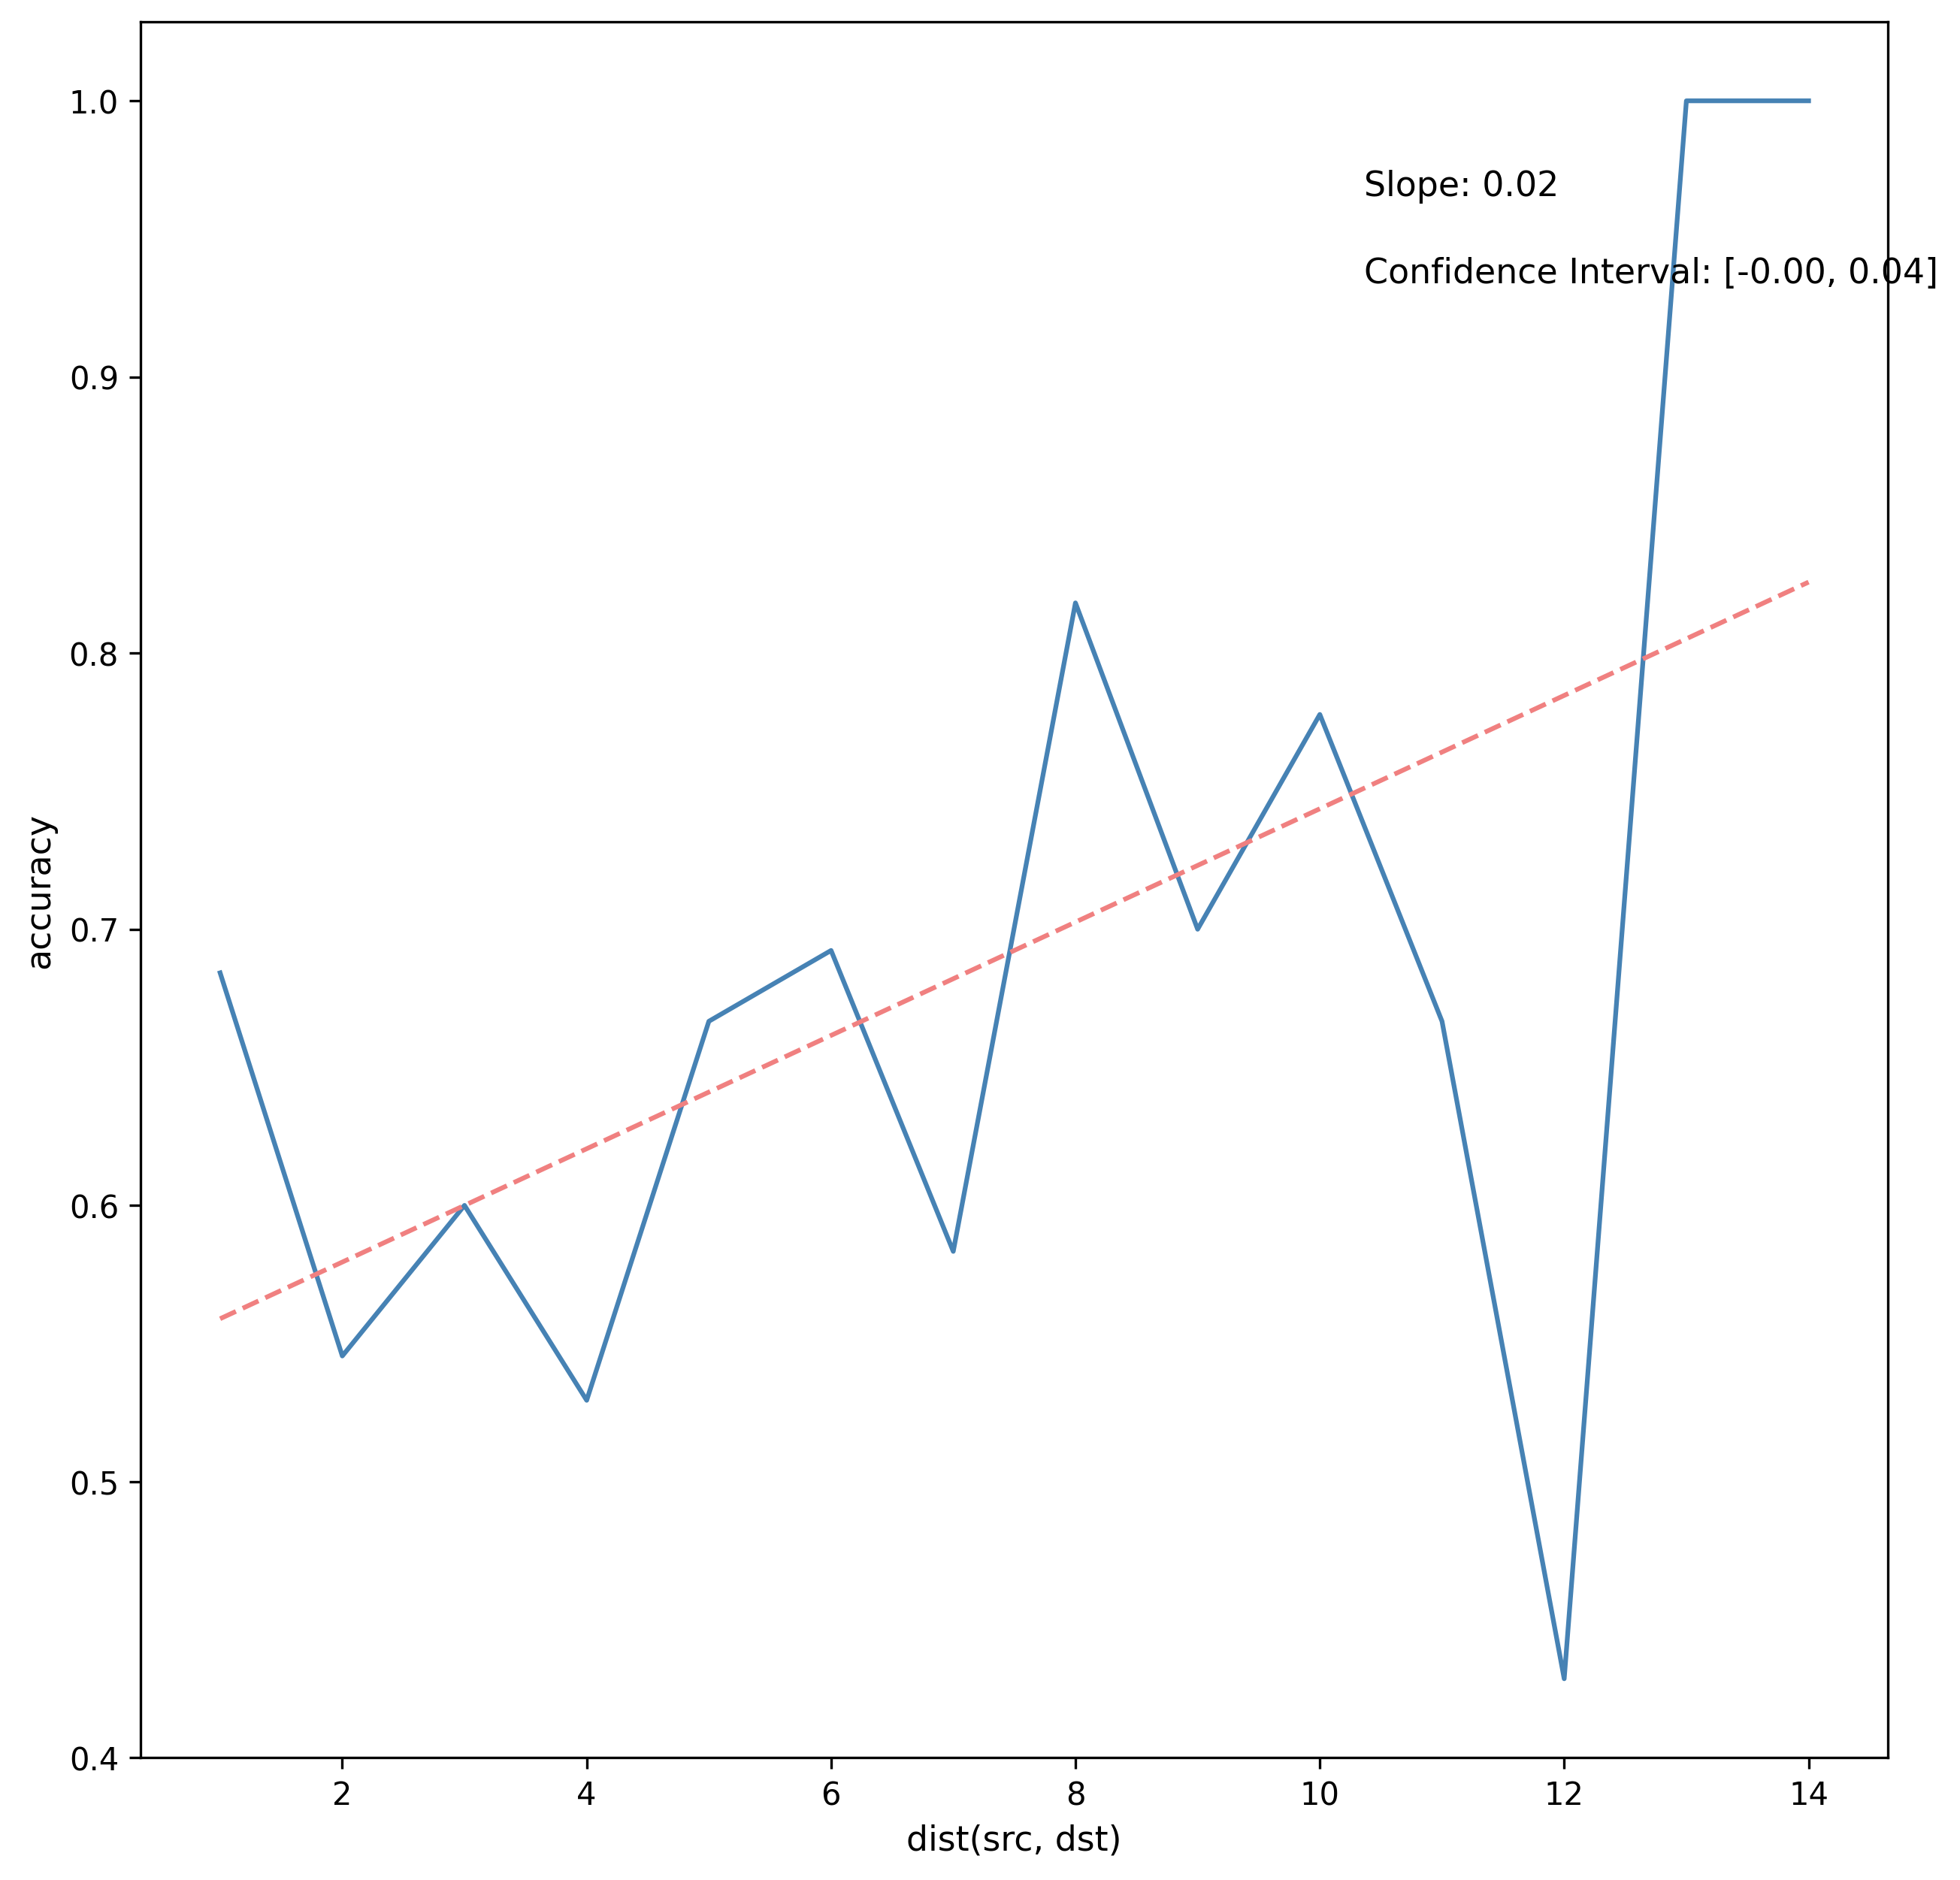 1.0
0.9
0.8
0.7
0.6
0.5
0.4
accuracy
Slope: 0.02
Confidence Interval: [-0.00, 0.04]
2 4 6 8 10 12 14
dist(src, dst)